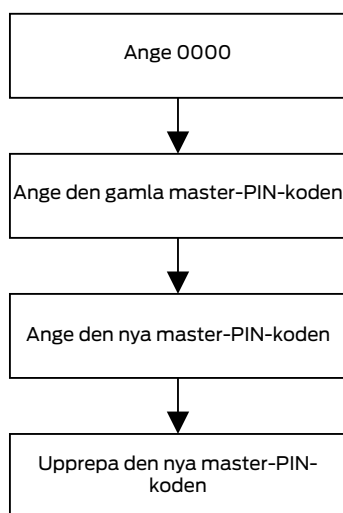 Ange 0000
Ange den gamla master-PIN-koden
Ange den nya master-PIN-koden
Upprepa den nya master-PIN-
koden